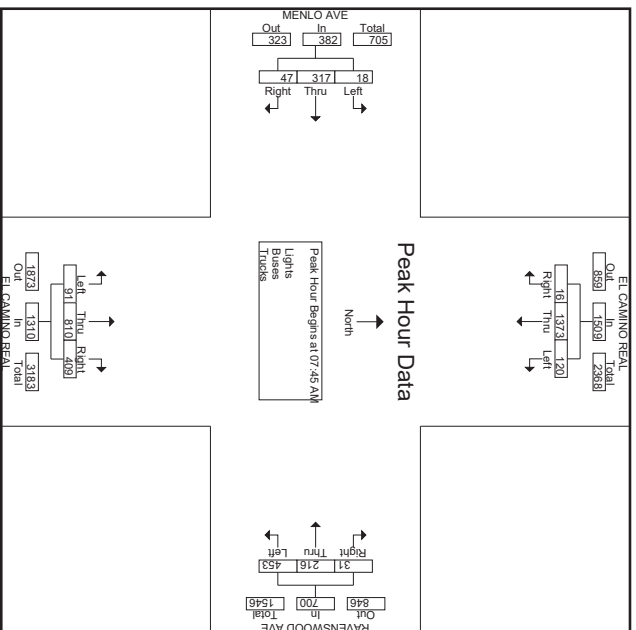 MENLO AVE
Out In Total
323 382 705
47 317 18
Right Thru Left
EL CAMINO REAL
Out In Total
859 1509 2368
16 1373 120
Right Thru Left
Peak Hour Data
North
Peak Hour Begins at 07:45 AM
Lights
Buses
Trucks
Left Thru Right
91 810 409
1873 1310 3183
Out In Total
EL CAMINO REAL
Left Thru Right
453 216 31
1546 700 846
Total In Out
RAVENSWOOD AVE